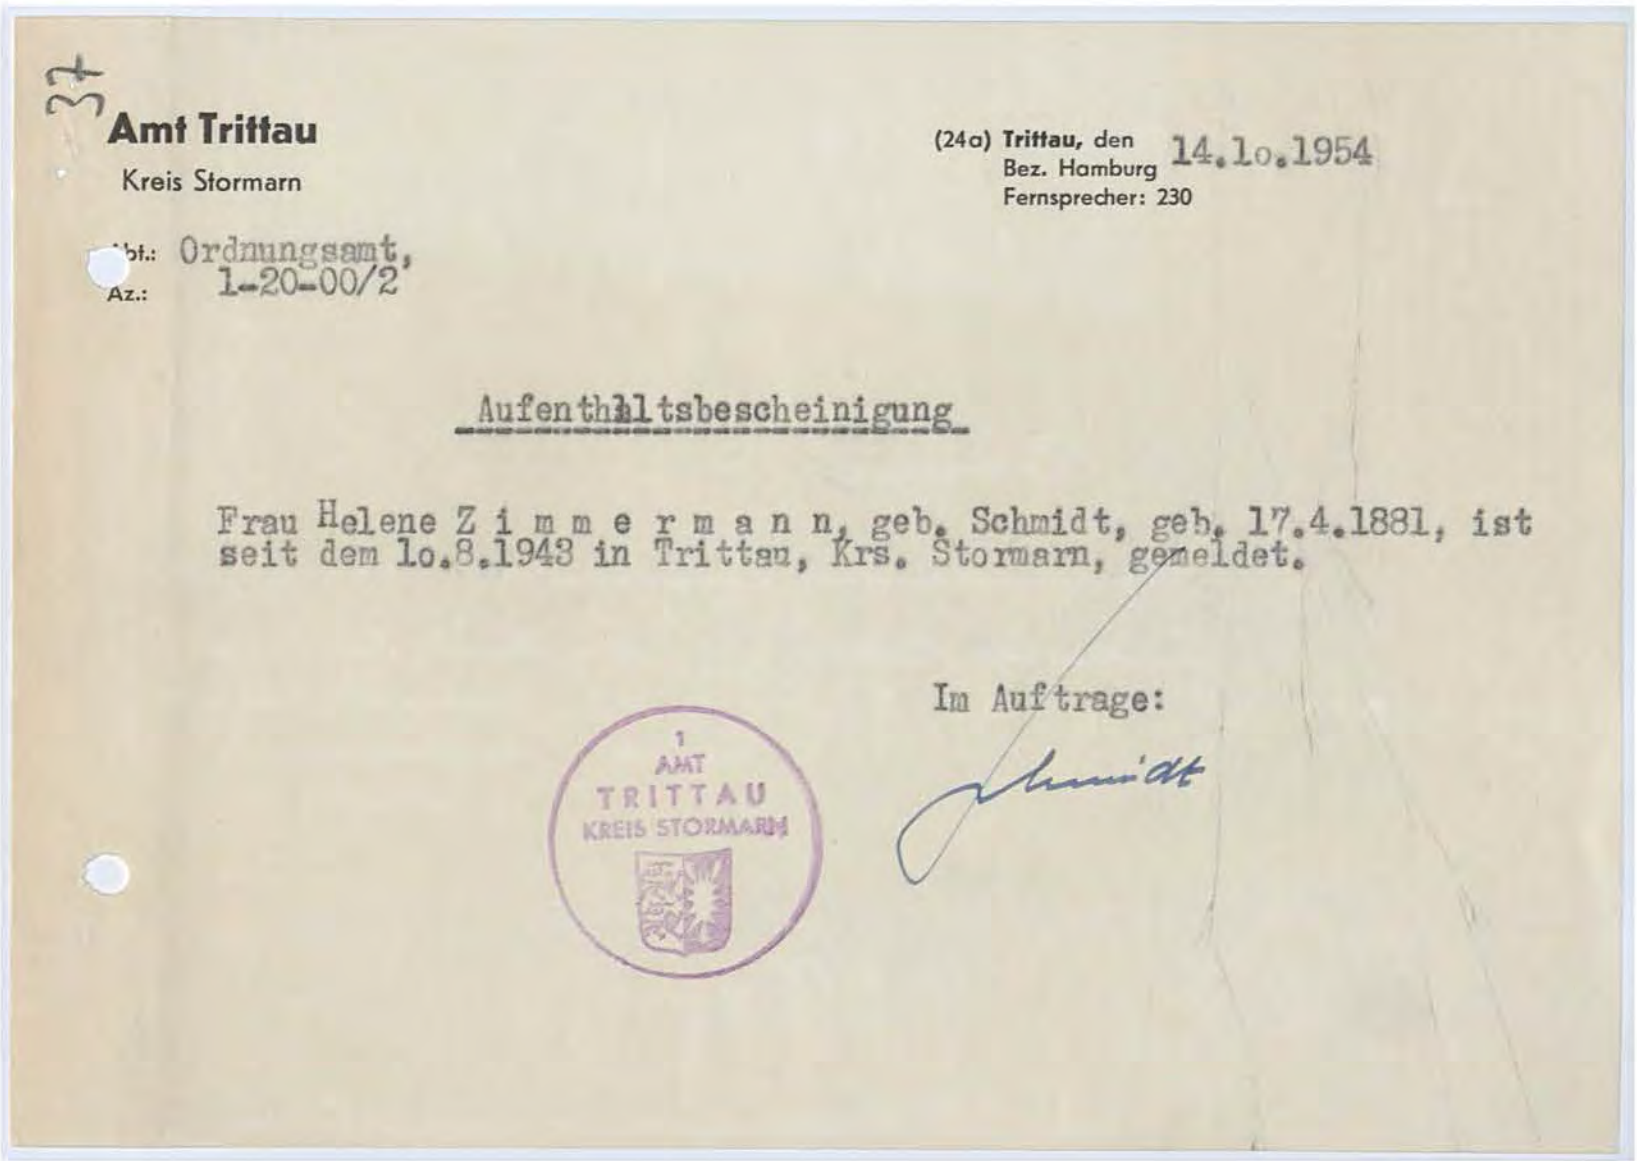 37
Amt Trittau
Kreis Stormarn
(24a) Trittau, den 14.1o.1954
Bez. Hamburg
Fernsprecher: 230
Abt.: Ordnungsamt,
Az.: 1-20-00/2
Aufenthaltsbescheinigung
Frau Helene Z i m m e r m a n n, geb. Schmidt, geb. 17.4.1881, ist
seit dem 1o.8.1943 in Trittau, Krs. Stormarn, gemeldet.
Im Auftrage:
Schmidt
1
AMT
TRITTAU
KREIS STORMARN